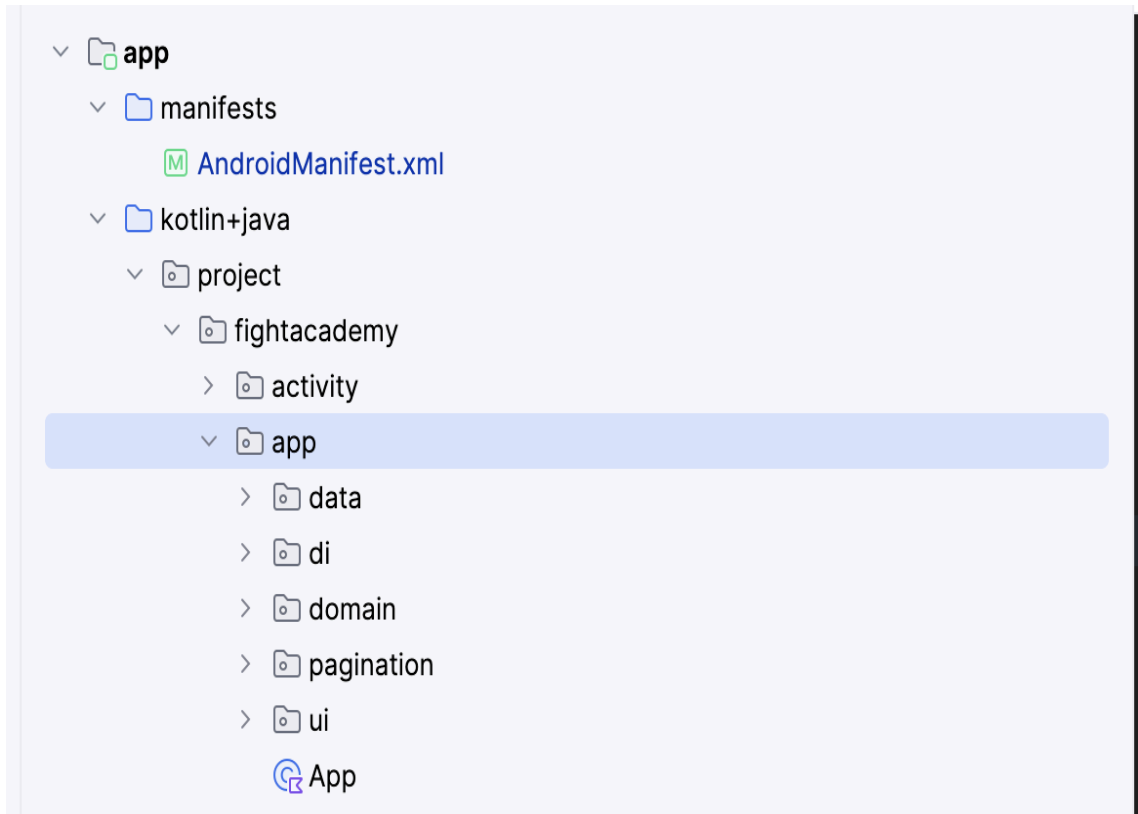 app
manifests
M AndroidManifest.xml
kotlin+java
project
fightacademy
activity
app
data
di
domain
pagination
ui
C App